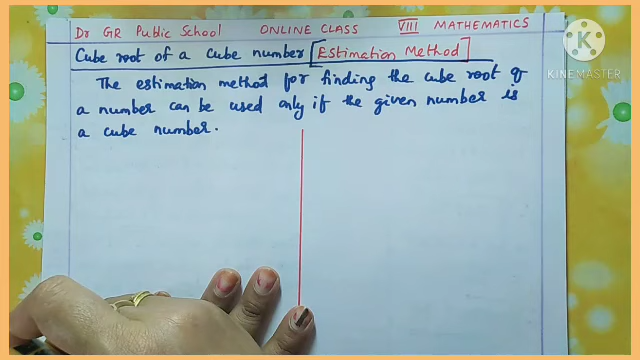 Dr GR Public School ONLINE CLASS VIII MATHEMATICS
Cube root of a cube number [Estimation Method]
The estimation method for finding the cube root of
a number can be used only if the given number is
a cube number.
K
KINEMASTER